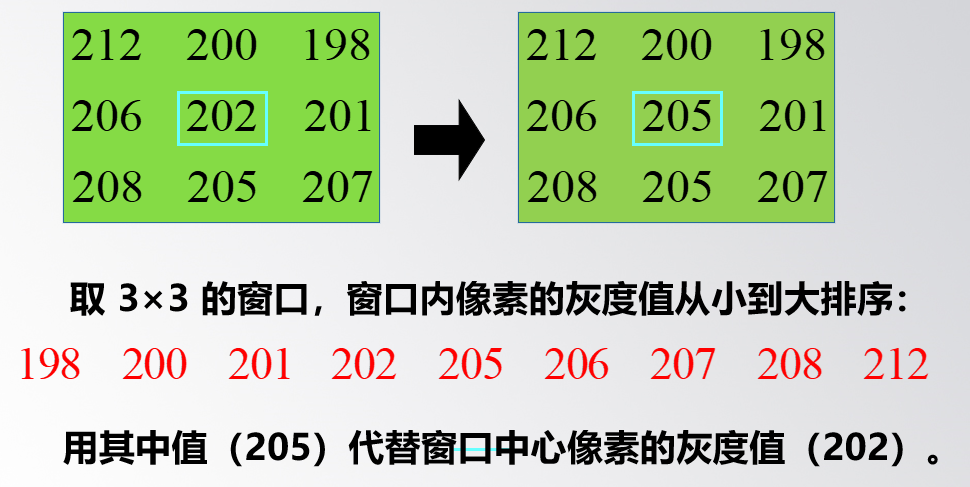 212 200 198 212 200 198
206 202 201 206 205 201
208 205 207 208 205 207
取 3×3 的窗口，窗口内像素的灰度值从小到大排序：
198 200 201 202 205 206 207 208 212
用其中值（205）代替窗口中心像素的灰度值（202）。